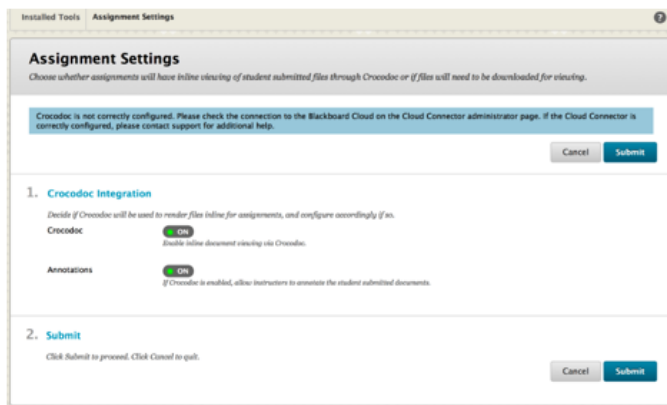 Installed Tools Assignment Settings
?
Assignment Settings
Choose whether assignments will have inline viewing of student submitted files through Crocodoc or if files will need to be downloaded for viewing.
Crocodoc is not correctly configured. Please check the connection to the Blackboard Cloud on the Cloud Connector administrator page. If the Cloud Connector is
correctly configured, please contact support for additional help.
Cancel Submit
1. Crocodoc Integration
Decide if Crocodoc will be used to render files inline for assignments, and configure accordingly if so.
Crocodoc ON
Enable inline document viewing via Crocodoc.
Annotations ON
If Crocodoc is enabled, allow instructors to annotate the student submitted documents.
2. Submit
Click Submit to proceed. Click Cancel to quit.
Cancel Submit